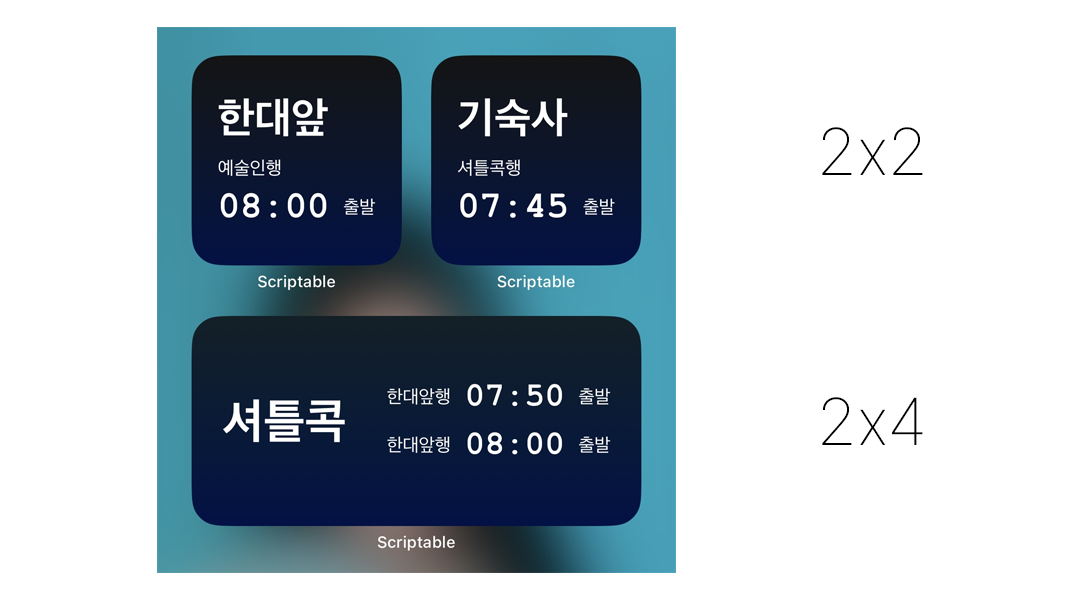 한대앞
예술인행
08:00 출발
Scriptable
기숙사
셔틀콕행
07:45 출발
Scriptable
2x2
셔틀콕
한대앞행 07:50 출발
한대앞행 08:00 출발
Scriptable
2x4